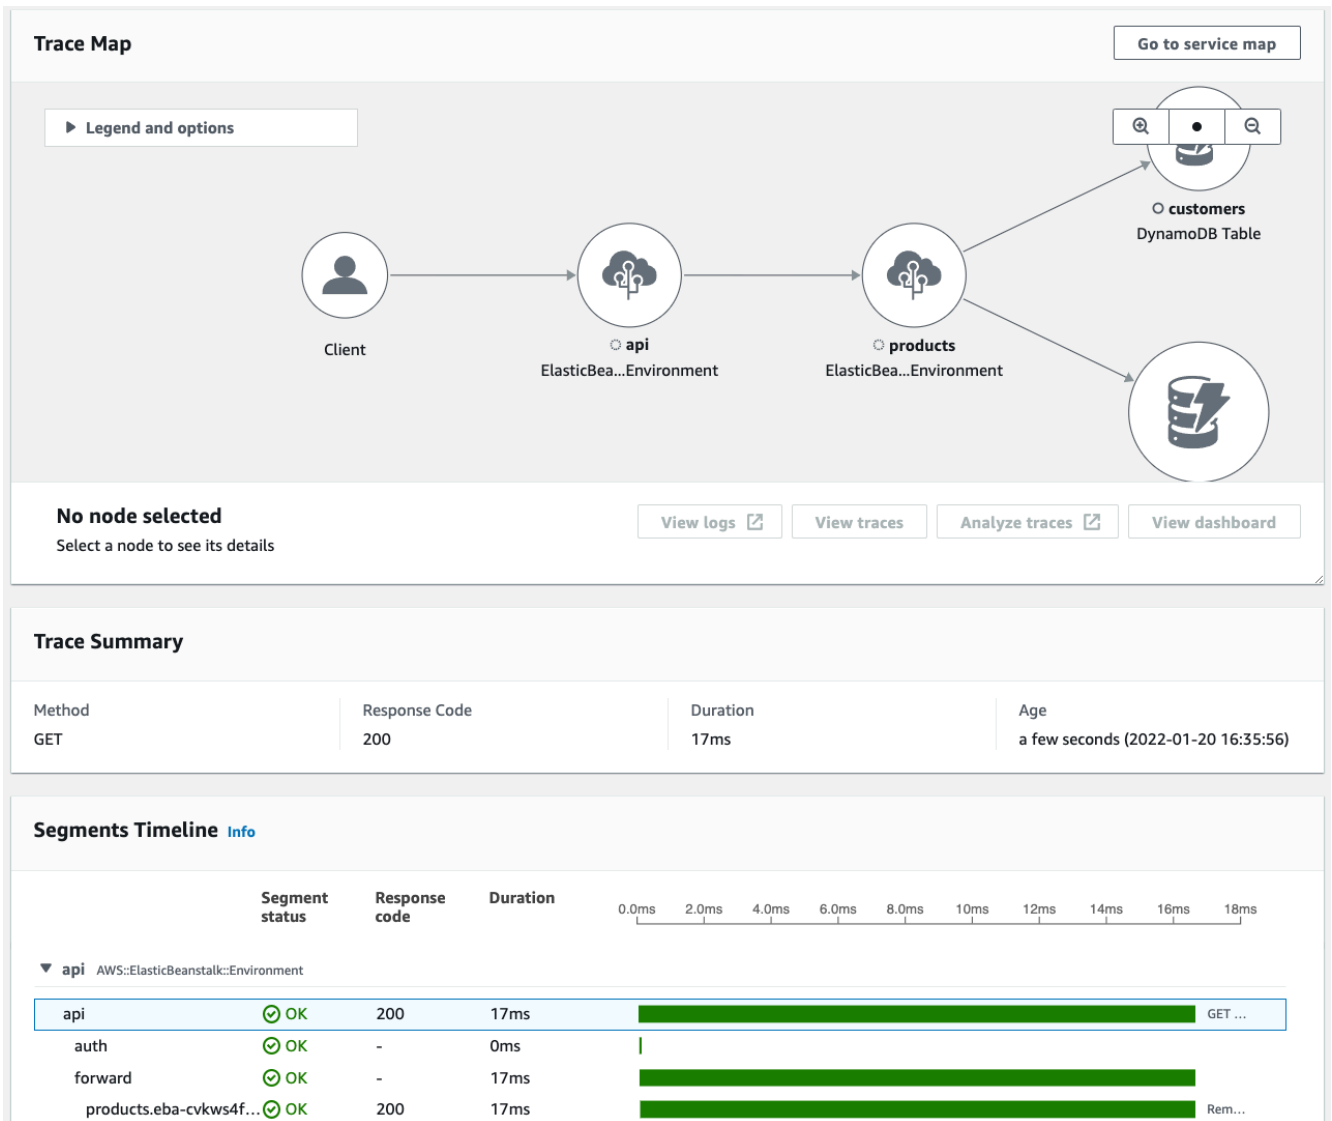 Trace Map
Go to service map
Legend and options
customers
DynamoDB Table
Client
api
ElasticBea...Environment
products
ElasticBea...Environment
No node selected
Select a node to see its details
View logs
View traces
Analyze traces
View dashboard
Trace Summary
Method
GET
Response Code
200
Duration
17ms
Age
a few seconds (2022-01-20 16:35:56)
Segments Timeline Info
Segment status
Response code
Duration
0.0ms 2.0ms 4.0ms 6.0ms 8.0ms 10ms 12ms 14ms 16ms 18ms
api AWS::ElasticBeanstalk::Environment
api OK 200 17ms GET ...
auth OK - 0ms
forward OK - 17ms
products.eba-cvkws4f... OK 200 17ms Rem...